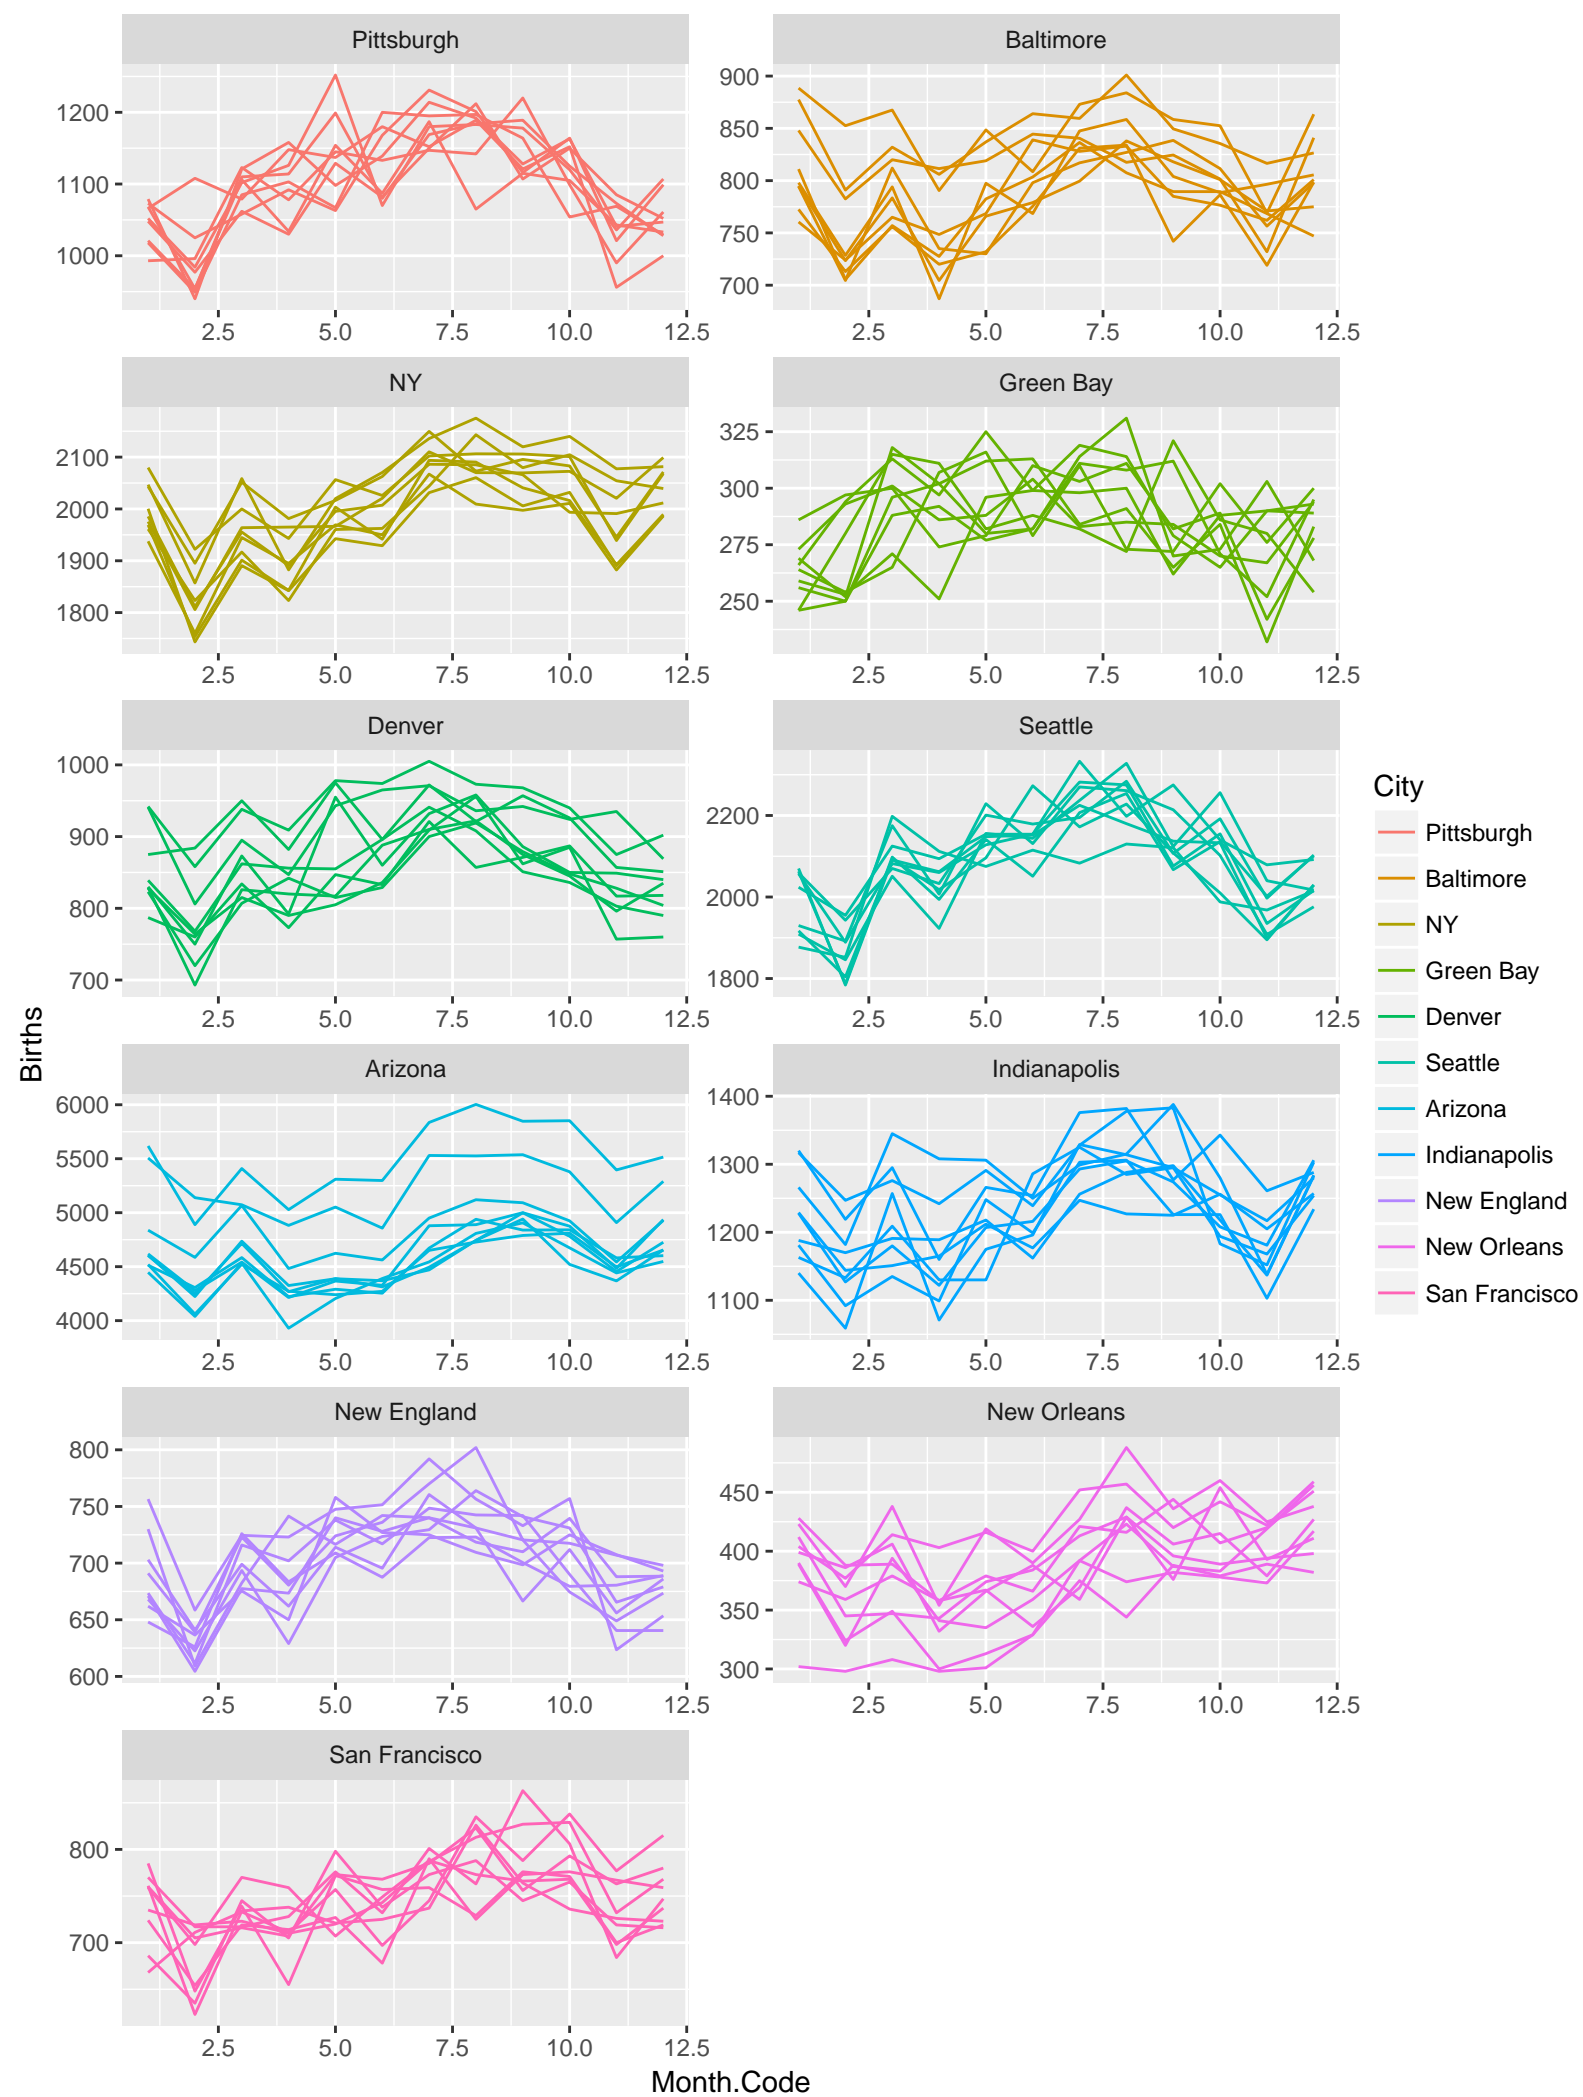 Pittsburgh
Baltimore
1200
1100
1000
900
850
800
750
700
2.5 5.0 7.5 10.0 12.5
2.5 5.0 7.5 10.0 12.5
NY
Green Bay
2100
2000
1900
1800
325
300
275
250
2.5 5.0 7.5 10.0 12.5
2.5 5.0 7.5 10.0 12.5
Denver
Seattle
1000
900
800
700
2200
2000
1800
2.5 5.0 7.5 10.0 12.5
2.5 5.0 7.5 10.0 12.5
Births
Arizona
Indianapolis
6000
5500
5000
4500
4000
1400
1300
1200
1100
2.5 5.0 7.5 10.0 12.5
2.5 5.0 7.5 10.0 12.5
New England
New Orleans
800
750
700
650
600
450
400
350
300
2.5 5.0 7.5 10.0 12.5
2.5 5.0 7.5 10.0 12.5
San Francisco
800
700
2.5 5.0 7.5 10.0 12.5
Month.Code
City
Pittsburgh
Baltimore
NY
Green Bay
Denver
Seattle
Arizona
Indianapolis
New England
New Orleans
San Francisco